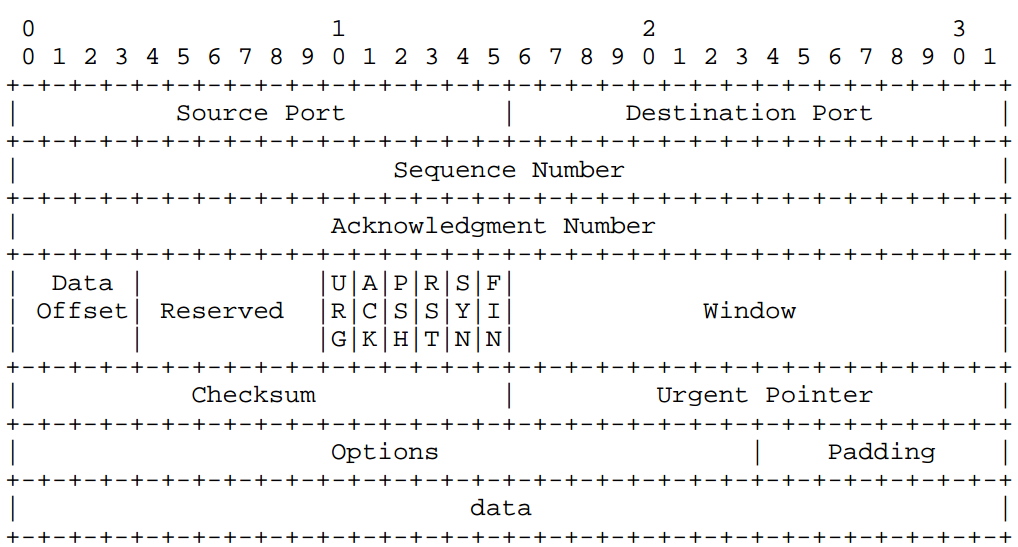 0                   1                   2                   3
0 1 2 3 4 5 6 7 8 9 0 1 2 3 4 5 6 7 8 9 0 1 2 3 4 5 6 7 8 9 0 1
+-+-+-+-+-+-+-+-+-+-+-+-+-+-+-+-+-+-+-+-+-+-+-+-+-+-+-+-+-+-+-+-+
|          Source Port          |       Destination Port        |
+-+-+-+-+-+-+-+-+-+-+-+-+-+-+-+-+-+-+-+-+-+-+-+-+-+-+-+-+-+-+-+-+
|                        Sequence Number                        |
+-+-+-+-+-+-+-+-+-+-+-+-+-+-+-+-+-+-+-+-+-+-+-+-+-+-+-+-+-+-+-+-+
|                    Acknowledgment Number                      |
+-+-+-+-+-+-+-+-+-+-+-+-+-+-+-+-+-+-+-+-+-+-+-+-+-+-+-+-+-+-+-+-+
|  Data |           |U|A|P|R|S|F|                               |
| Offset| Reserved  |R|C|S|S|Y|I|            Window             |
|       |           |G|K|H|T|N|N|                               |
+-+-+-+-+-+-+-+-+-+-+-+-+-+-+-+-+-+-+-+-+-+-+-+-+-+-+-+-+-+-+-+-+
|           Checksum            |         Urgent Pointer        |
+-+-+-+-+-+-+-+-+-+-+-+-+-+-+-+-+-+-+-+-+-+-+-+-+-+-+-+-+-+-+-+-+
|                    Options                    |    Padding    |
+-+-+-+-+-+-+-+-+-+-+-+-+-+-+-+-+-+-+-+-+-+-+-+-+-+-+-+-+-+-+-+-+
|                             data                              |
+-+-+-+-+-+-+-+-+-+-+-+-+-+-+-+-+-+-+-+-+-+-+-+-+-+-+-+-+-+-+-+-+